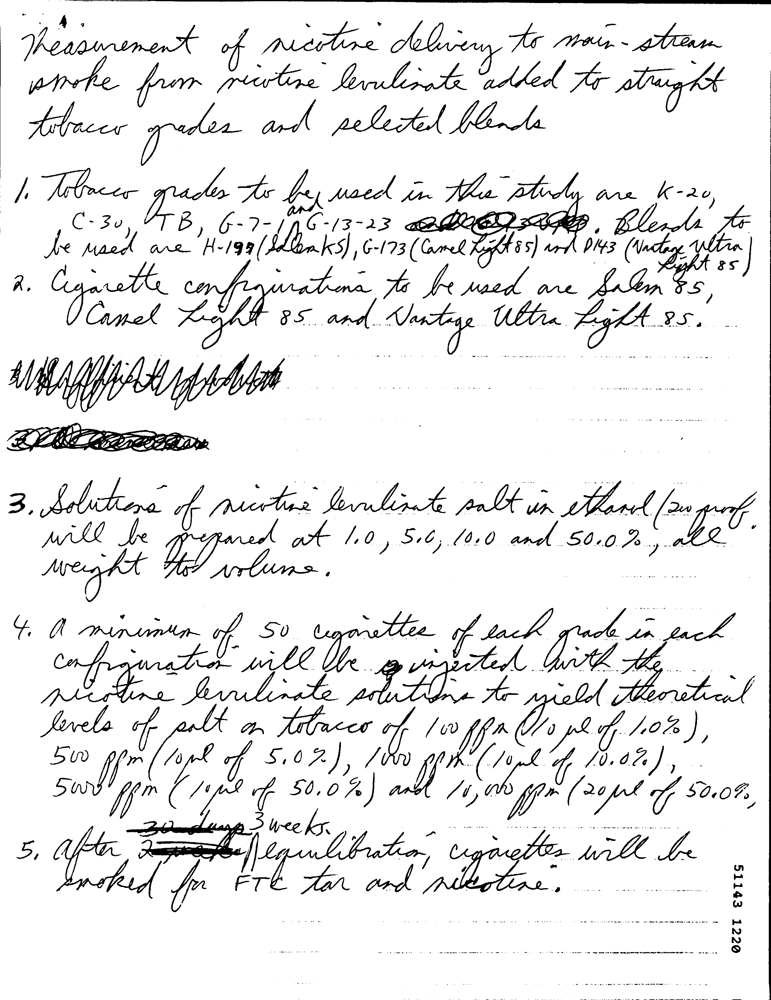 Measurement of nicotine delivery to main-stream
smoke from nicotine levulinate added to straight
tobacco grades and selected blends
1. Tobacco grades to be used in this study are K-20,
C-30, TB, G-7-1 and G-13-23 . Blends to
be used are H-199 (Salem KS), G-173 (Camel Light 85) and D143 (Vantage Ultra
Light 85)
2. Cigarette configurations to be used are Salem 85,
Camel Light 85 and Vantage Ultra Light 85.
3. Solutions of nicotine levulinate salt in ethanol (200 proof
will be prepared at 1.0, 5.0, 10.0 and 50.0%, all
weight to volume.
4. A minimum of 50 cigarettes of each grade in each
configuration will be injected with the
nicotine levulinate solutions to yield theoretical
levels of salt on tobacco of 100 ppm (10 µl of 1.0%),
500 ppm (10 µl of 5.0%), 1000 ppm (10 µl of 10.0%),
5000 ppm (10 µl of 50.0%) and 10,000 ppm (20 µl of 50.0%,
30 days 3 weeks.
5. After 2 weeks equilibration, cigarettes will be
smoked for FTC tar and nicotine.
51143 1220